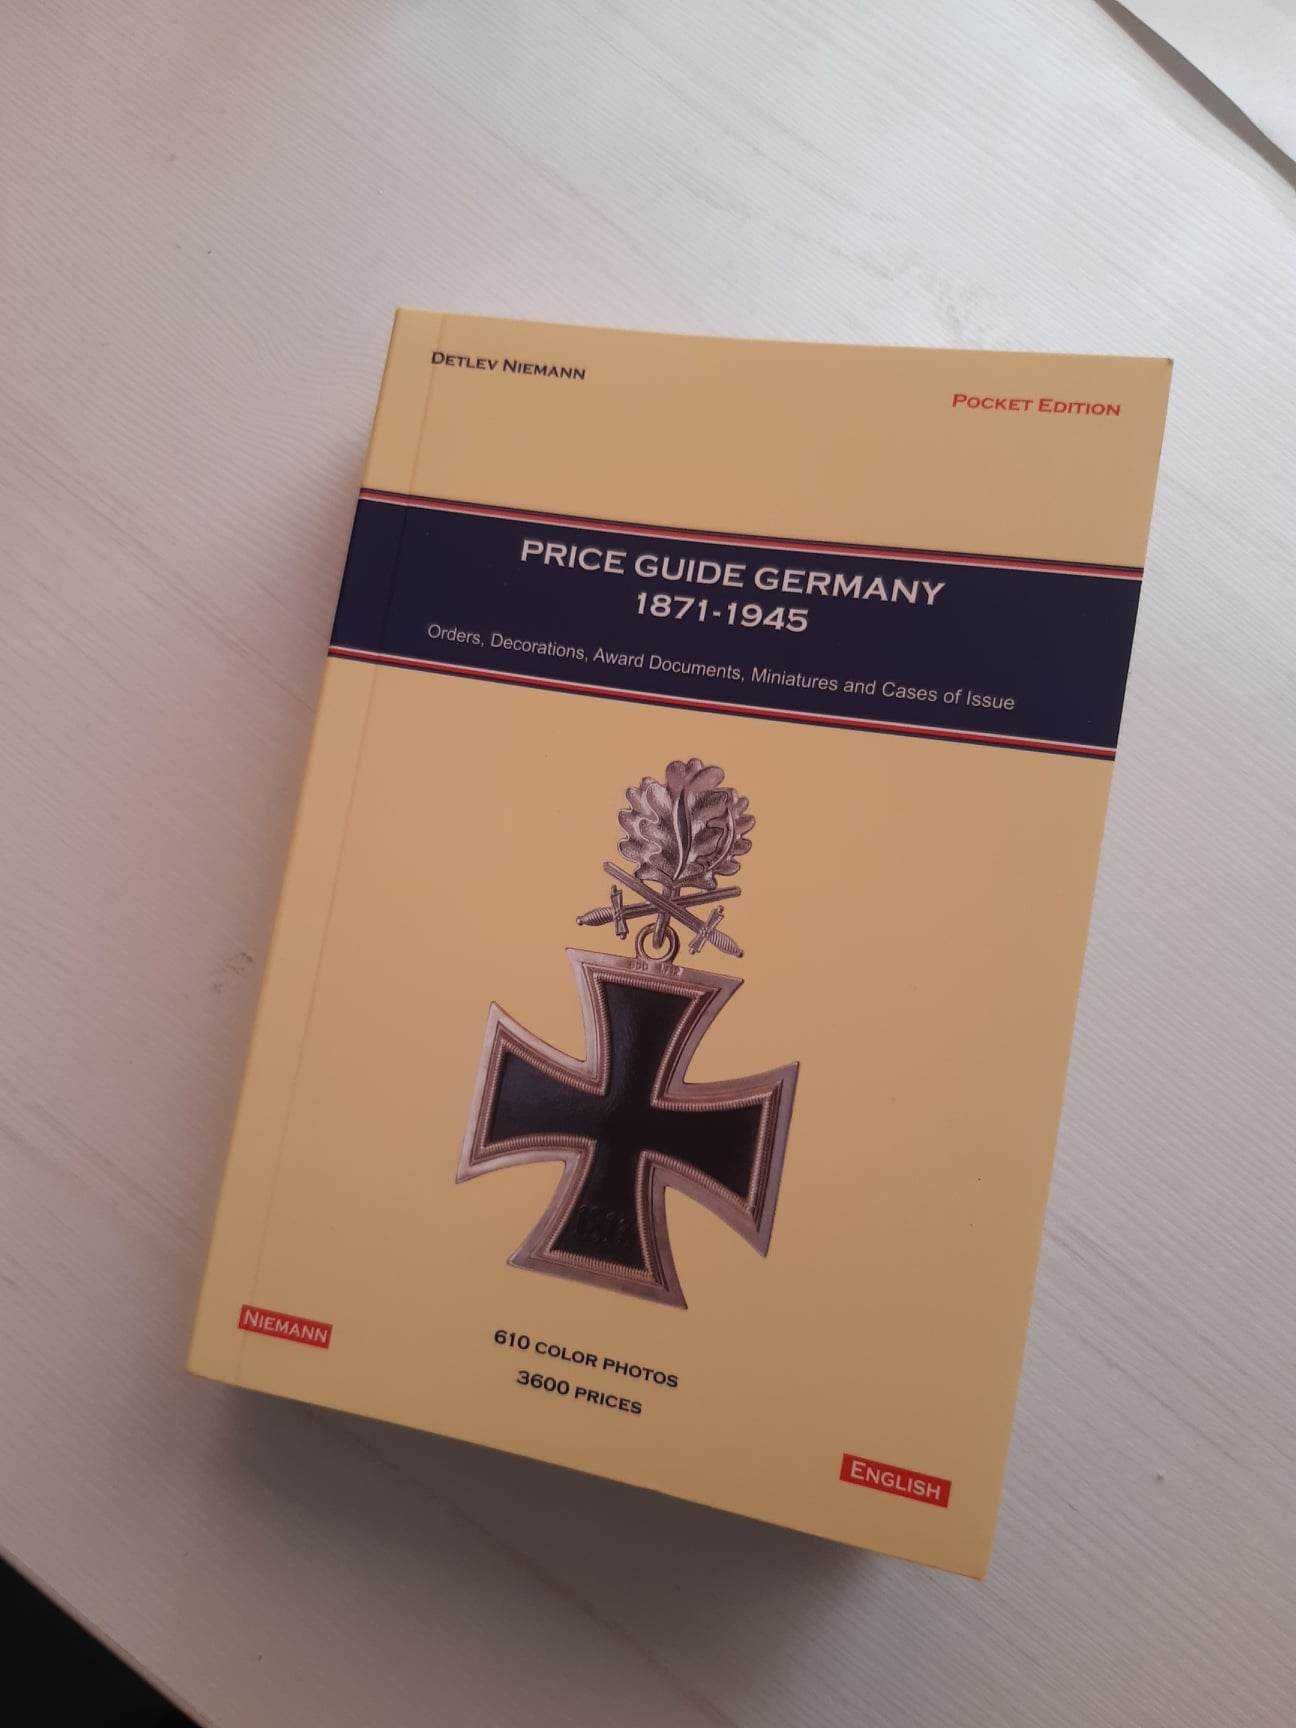 DETLEV NIEMANN
POCKET EDITION
PRICE GUIDE GERMANY
1871-1945
Orders, Decorations, Award Documents, Miniatures and Cases of Issue
NIEMANN
610 COLOR PHOTOS
3600 PRICES
ENGLISH